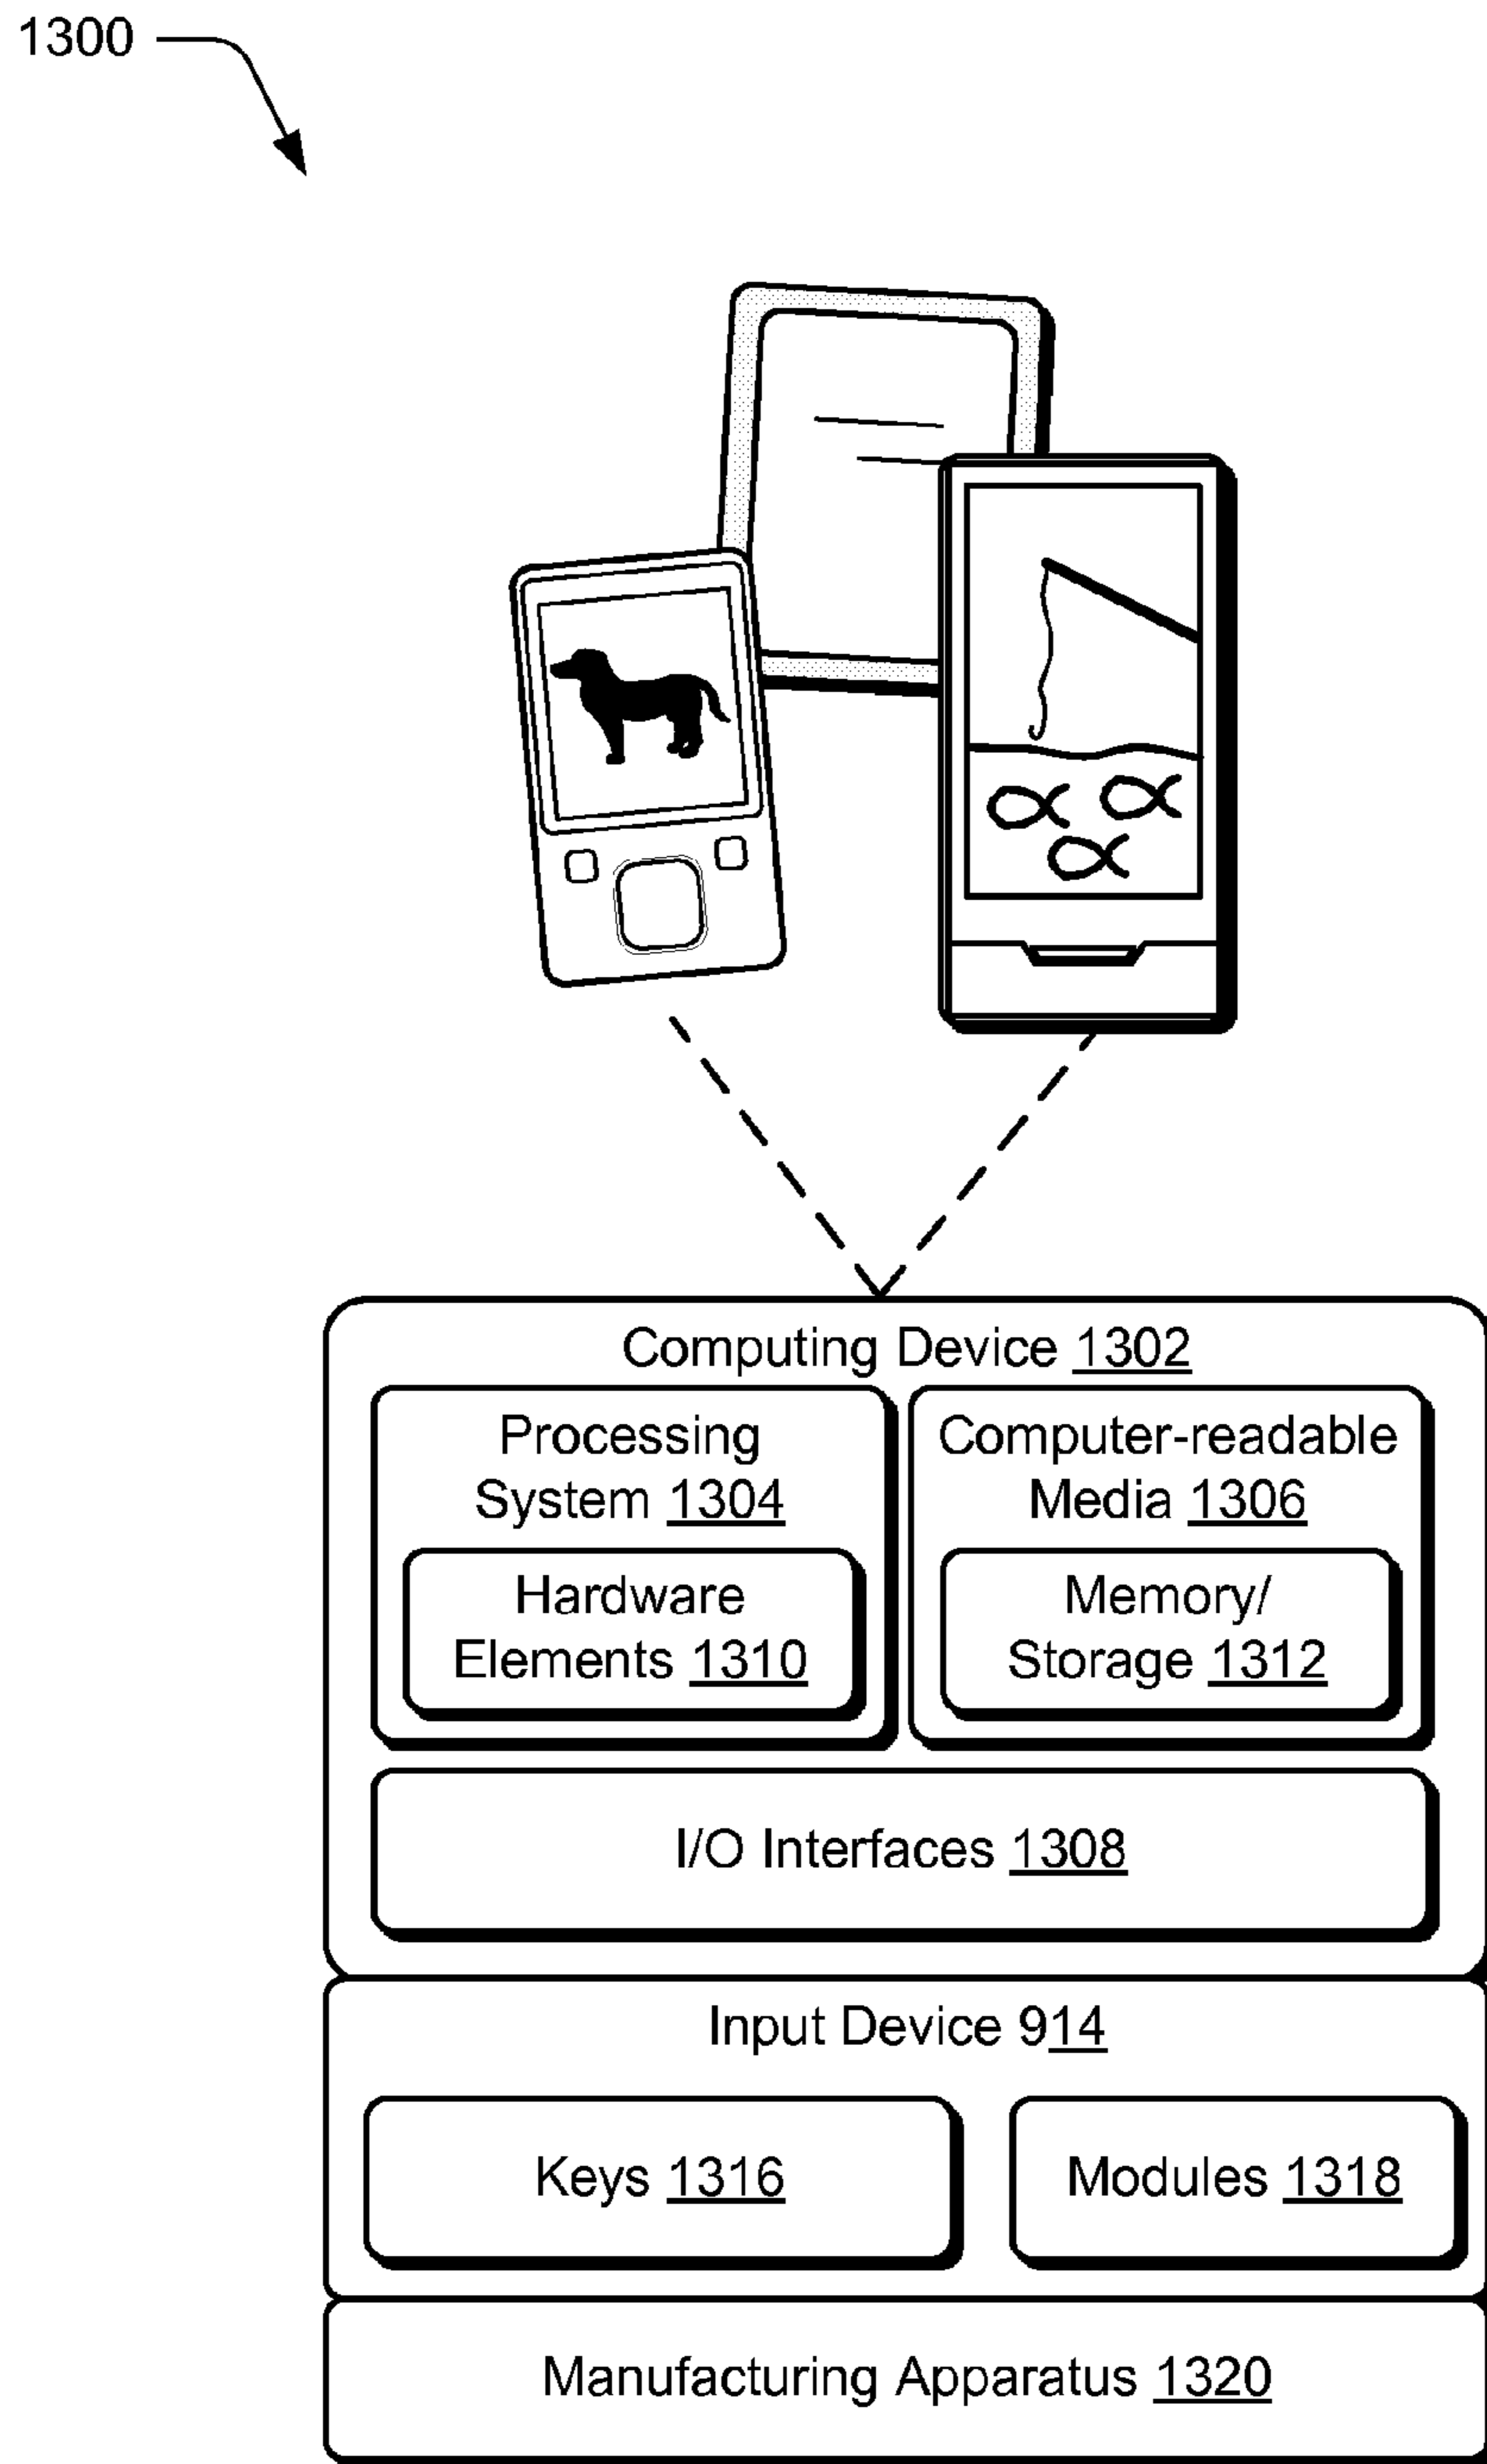 1300
Computing Device 1302
Processing
System 1304
Hardware
Elements 1310
Computer-readable
Media 1306
Memory/
Storage 1312
I/O Interfaces 1308
Input Device 914
Keys 1316
Modules 1318
Manufacturing Apparatus 1320